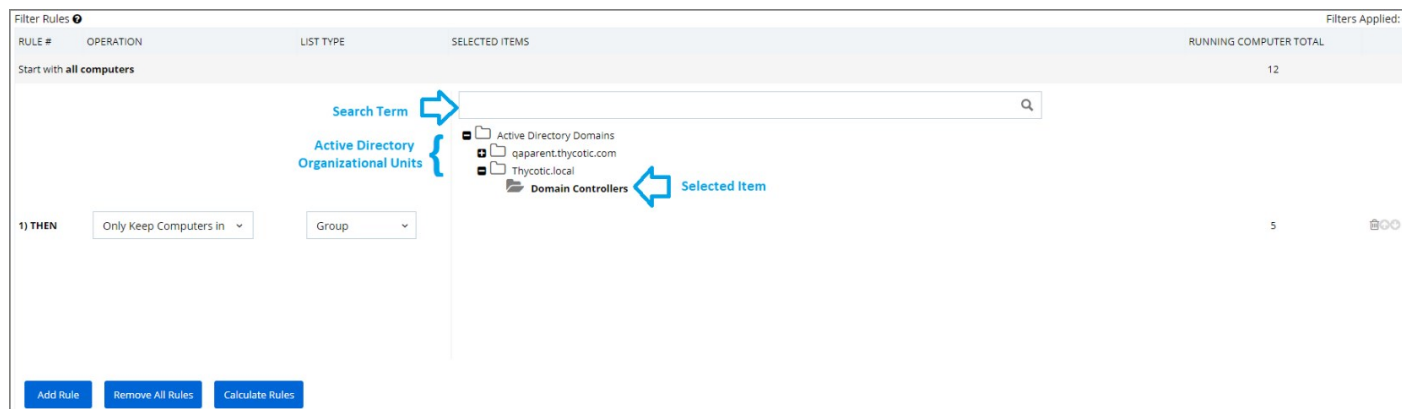 Filter Rules
Filters Applied:
RULE # OPERATION LIST TYPE SELECTED ITEMS RUNNING COMPUTER TOTAL
Start with all computers 12
Search Term
Active Directory Organizational Units
Active Directory Domains
qaparent.thycotic.com
Thycotic.local
Domain Controllers
Selected Item
1) THEN Only Keep Computers in Group 5
Add Rule Remove All Rules Calculate Rules